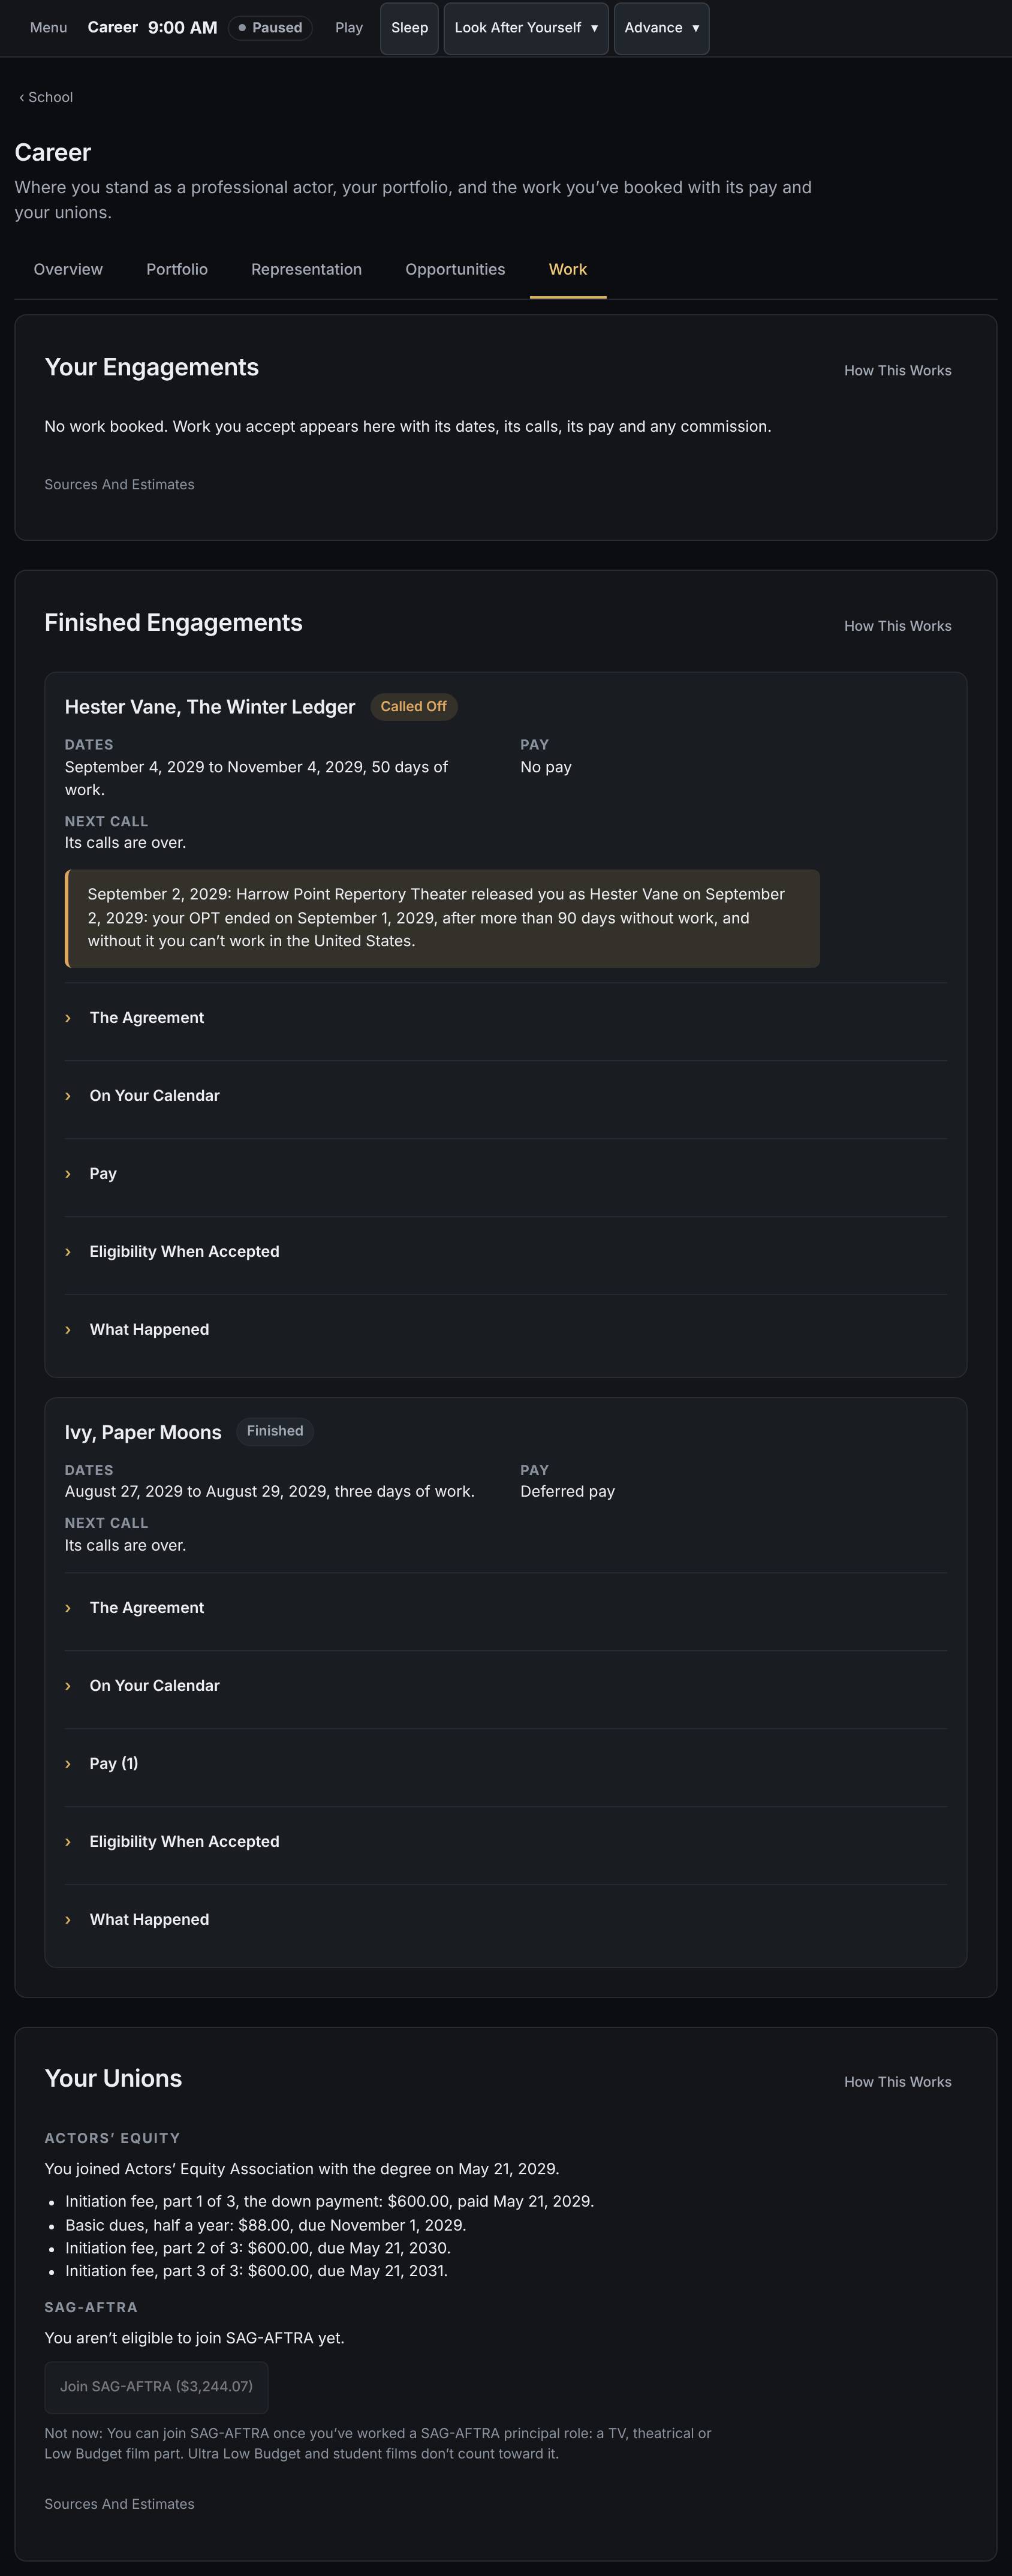 Menu Career 9:00 AM Paused Play Sleep Look After Yourself ▾ Advance ▾
‹ School
Career
Where you stand as a professional actor, your portfolio, and the work you’ve booked with its pay and
your unions.
Overview Portfolio Representation Opportunities Work
Your Engagements
How This Works
No work booked. Work you accept appears here with its dates, its calls, its pay and any commission.
Sources And Estimates
Finished Engagements
How This Works
Hester Vane, The Winter Ledger Called Off
DATES
September 4, 2029 to November 4, 2029, 50 days of
work.
PAY
No pay
NEXT CALL
Its calls are over.
September 2, 2029: Harrow Point Repertory Theater released you as Hester Vane on September
2, 2029: your OPT ended on September 1, 2029, after more than 90 days without work, and
without it you can’t work in the United States.
› The Agreement
› On Your Calendar
› Pay
› Eligibility When Accepted
› What Happened
Ivy, Paper Moons Finished
DATES
August 27, 2029 to August 29, 2029, three days of work.
PAY
Deferred pay
NEXT CALL
Its calls are over.
› The Agreement
› On Your Calendar
› Pay (1)
› Eligibility When Accepted
› What Happened
Your Unions
How This Works
ACTORS’ EQUITY
You joined Actors’ Equity Association with the degree on May 21, 2029.
• Initiation fee, part 1 of 3, the down payment: $600.00, paid May 21, 2029.
• Basic dues, half a year: $88.00, due November 1, 2029.
• Initiation fee, part 2 of 3: $600.00, due May 21, 2030.
• Initiation fee, part 3 of 3: $600.00, due May 21, 2031.
SAG-AFTRA
You aren’t eligible to join SAG-AFTRA yet.
Join SAG-AFTRA ($3,244.07)
Not now: You can join SAG-AFTRA once you’ve worked a SAG-AFTRA principal role: a TV, theatrical or
Low Budget film part. Ultra Low Budget and student films don’t count toward it.
Sources And Estimates